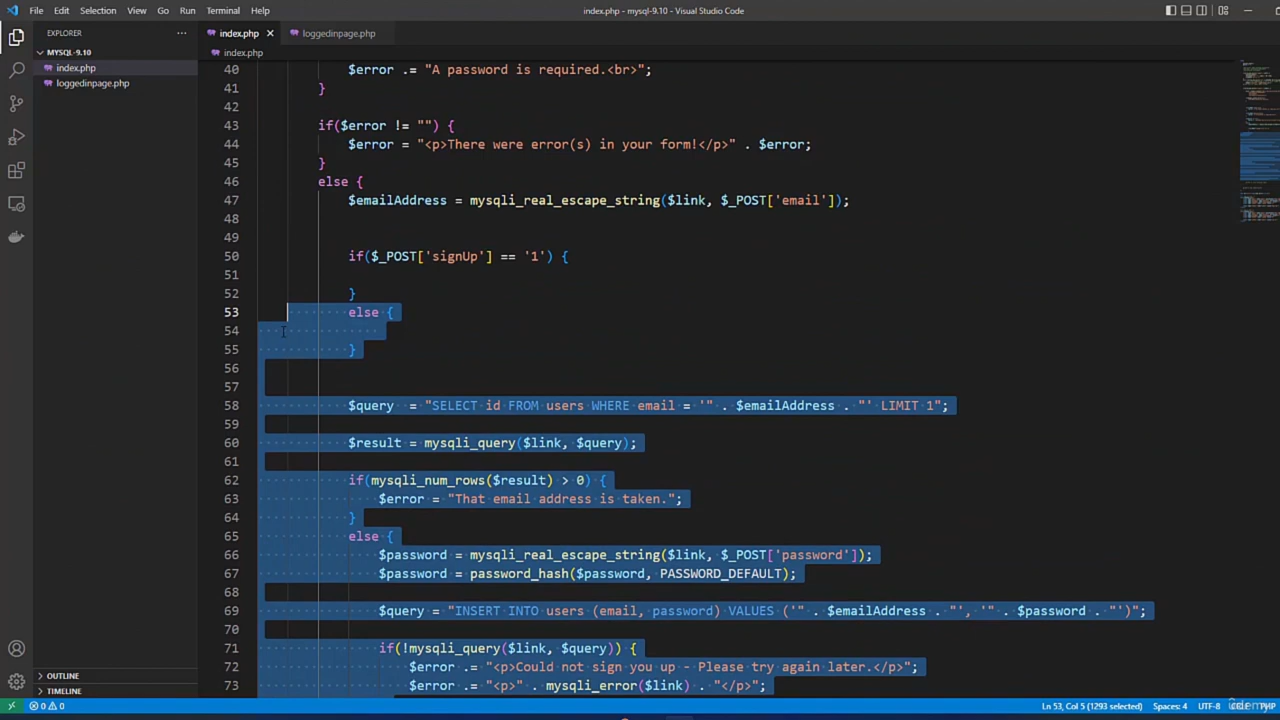 File Edit Selection View Go Run Terminal Help
index.php - mysql-9.10 - Visual Studio Code
EXPLORER
MYSQL-9.10
index.php
loggedinpage.php
OUTLINE
TIMELINE
index.php loggedinpage.php
index.php
40 $error .= "A password is required.<br>";
41 }
42
43 if($error != "") {
44 $error = "<p>There were error(s) in your form!</p>" . $error;
45 }
46 else {
47 $emailAddress = mysqli_real_escape_string($link, $_POST['email']);
48
49
50 if($_POST['signUp'] == '1') {
51
52 }
53 else {
54
55 }
56
57
58 $query = "SELECT id FROM users WHERE email = '" . $emailAddress . "' LIMIT 1";
59
60 $result = mysqli_query($link, $query);
61
62 if(mysqli_num_rows($result) > 0) {
63 $error = "That email address is taken.";
64 }
65 else {
66 $password = mysqli_real_escape_string($link, $_POST['password']);
67 $password = password_hash($password, PASSWORD_DEFAULT);
68
69 $query = "INSERT INTO users (email, password) VALUES ('" . $emailAddress . "', '" . $password . "')";
70
71 if(!mysqli_query($link, $query)) {
72 $error .= "<p>Could not sign you up - Please try again later.</p>";
73 $error .= "<p>" . mysqli_error($link) . "</p>";
0 0 Ln 53, Col 5 (1293 selected) Spaces: 4 UTF-8 CRLF PHP
udemy